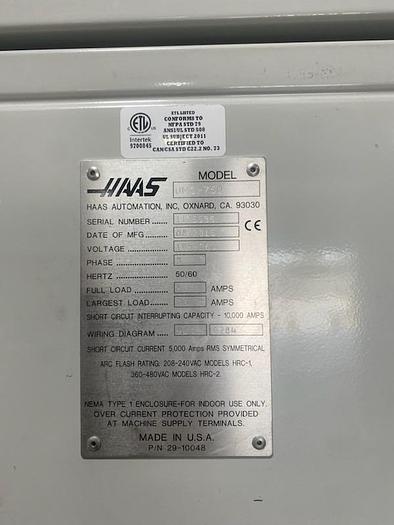 ETL LISTED
CONFORMS TO
NFPA STD 79
ANSI/UL STD 508
UL SUBJECT 2011
CERTIFIED TO
CAN/CSA STD C22.2 NO. 73
ETL
Intertek
9700845
HAAS
MODEL
HAAS AUTOMATION, INC, OXNARD, CA. 93030
SERIAL NUMBER
DATE OF MFG
CE
VOLTAGE
PHASE
HERTZ 50/60
FULL LOAD AMPS
LARGEST LOAD AMPS
SHORT CIRCUIT INTERRUPTING CAPACITY - 10,000 AMPS
WIRING DIAGRAM
SHORT CIRCUIT CURRENT 5,000 Amps RMS SYMMETRICAL
ARC FLASH RATING: 208-240VAC MODELS HRC-1,
360-480VAC MODELS HRC-2.
NEMA TYPE 1 ENCLOSURE-FOR INDOOR USE ONLY.
OVER CURRENT PROTECTION PROVIDED
AT MACHINE SUPPLY TERMINALS.
MADE IN U.S.A.
P/N 29-10048